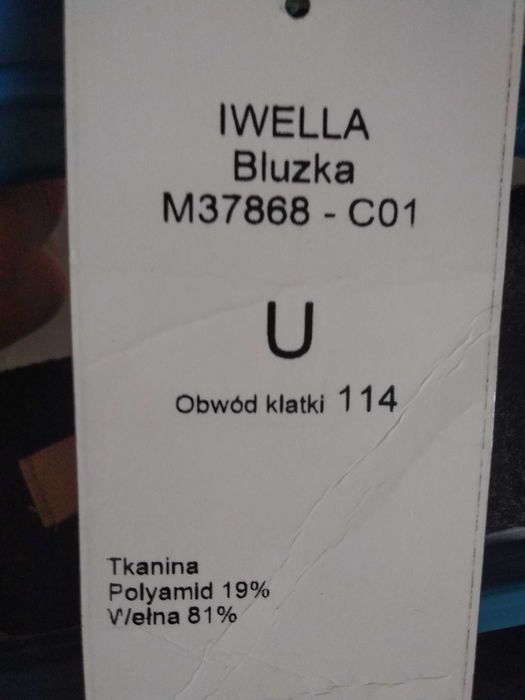 IWELLA
Bluzka
M37868 - C01
U
Obwód klatki 114
Tkanina
Polyamid 19%
Wełna 81%